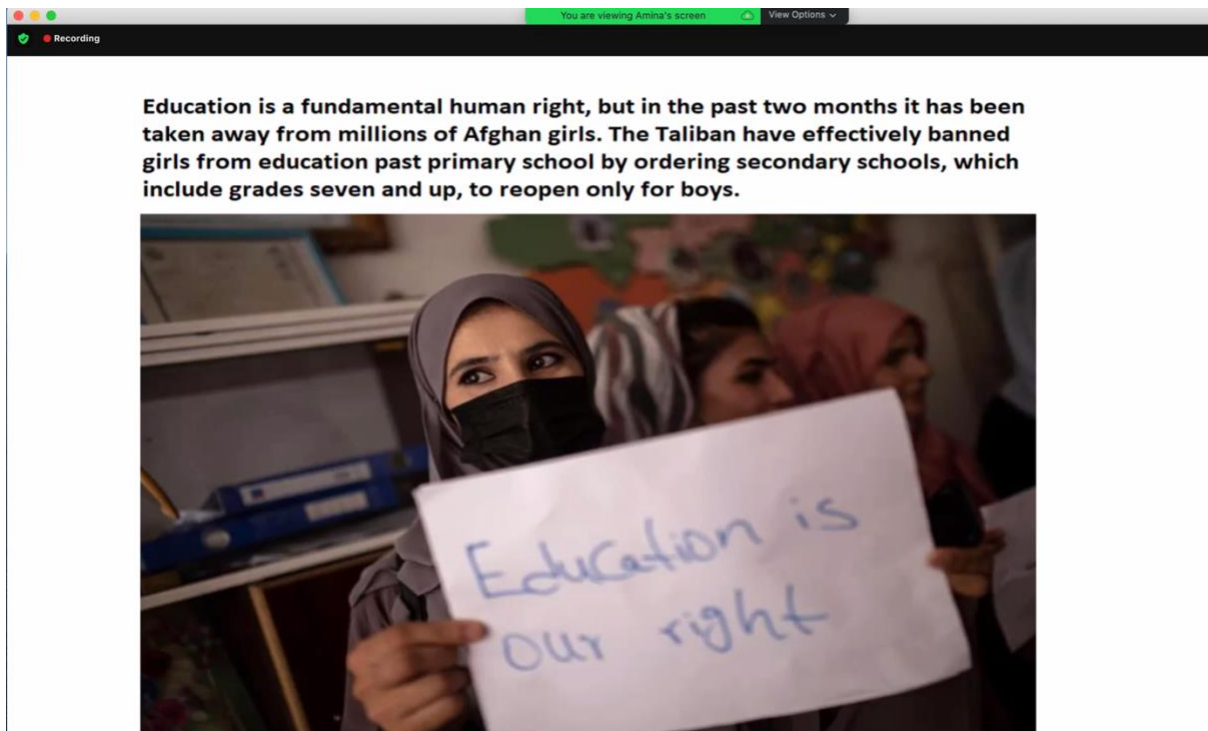 You are viewing Amina's screen
View Options
Recording
Education is a fundamental human right, but in the past two months it has been
taken away from millions of Afghan girls. The Taliban have effectively banned
girls from education past primary school by ordering secondary schools, which
include grades seven and up, to reopen only for boys.
Education is
our right